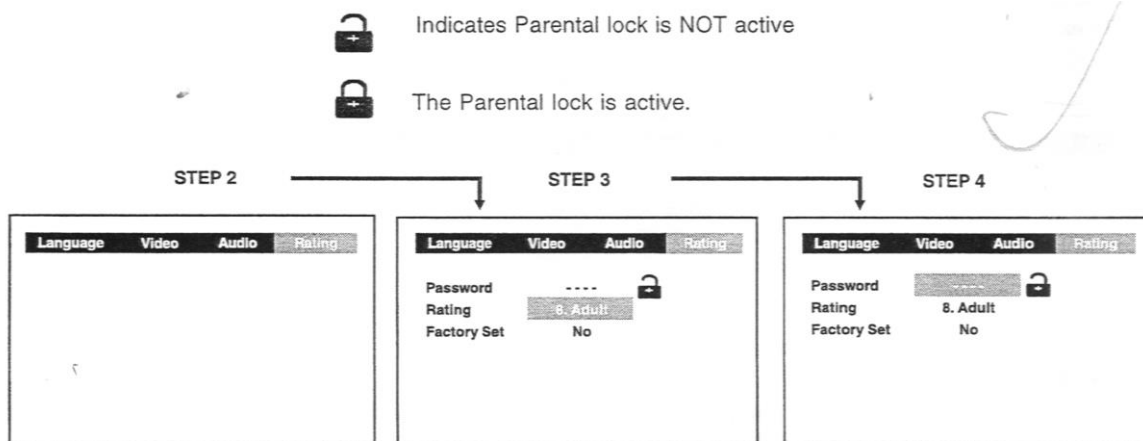 Indicates Parental lock is NOT active
The Parental lock is active.
STEP 2
STEP 3
STEP 4
Language Video Audio Rating
Language Video Audio Rating
Password ----
Rating 8. Adult
Factory Set No
Language Video Audio Rating
Password ----
Rating 8. Adult
Factory Set No